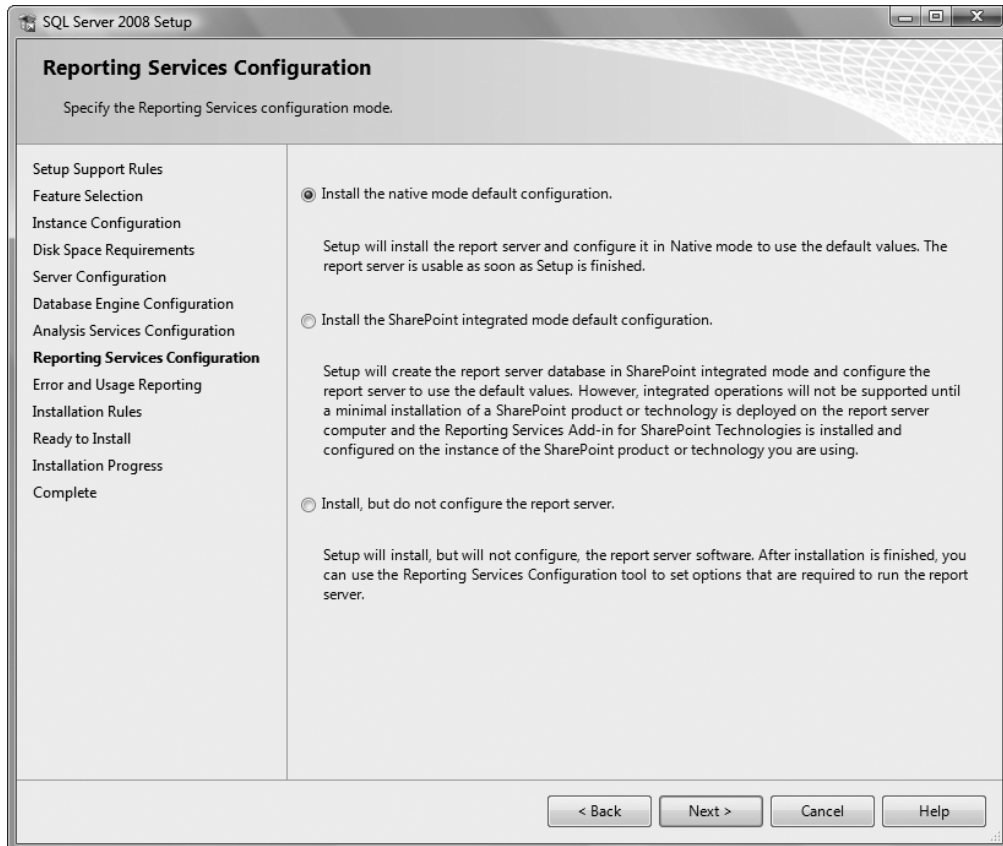 SQL Server 2008 Setup
Reporting Services Configuration
Specify the Reporting Services configuration mode.
Setup Support Rules
Feature Selection
Instance Configuration
Disk Space Requirements
Server Configuration
Database Engine Configuration
Analysis Services Configuration
Reporting Services Configuration
Error and Usage Reporting
Installation Rules
Ready to Install
Installation Progress
Complete
Install the native mode default configuration.
Setup will install the report server and configure it in Native mode to use the default values. The
report server is usable as soon as Setup is finished.
Install the SharePoint integrated mode default configuration.
Setup will create the report server database in SharePoint integrated mode and configure the
report server to use the default values. However, integrated operations will not be supported until
a minimal installation of a SharePoint product or technology is deployed on the report server
computer and the Reporting Services Add-in for SharePoint Technologies is installed and
configured on the instance of the SharePoint product or technology you are using.
Install, but do not configure the report server.
Setup will install, but will not configure, the report server software. After installation is finished, you
can use the Reporting Services Configuration tool to set options that are required to run the report
server.
< Back
Next >
Cancel
Help